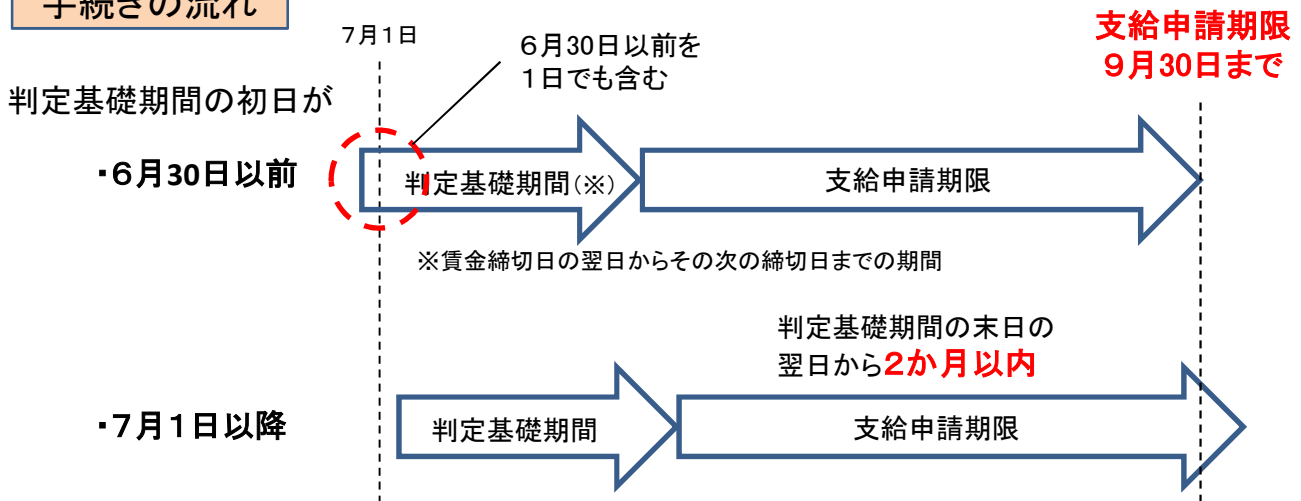 手続きの流れ
7月1日
6月30日以前を
1日でも含む
支給申請期限
9月30日まで
判定基礎期間の初日が
・6月30日以前
判定基礎期間(※)
支給申請期限
※賃金締切日の翌日からその次の締切日までの期間
判定基礎期間の末日の
翌日から2か月以内
・7月1日以降
判定基礎期間
支給申請期限